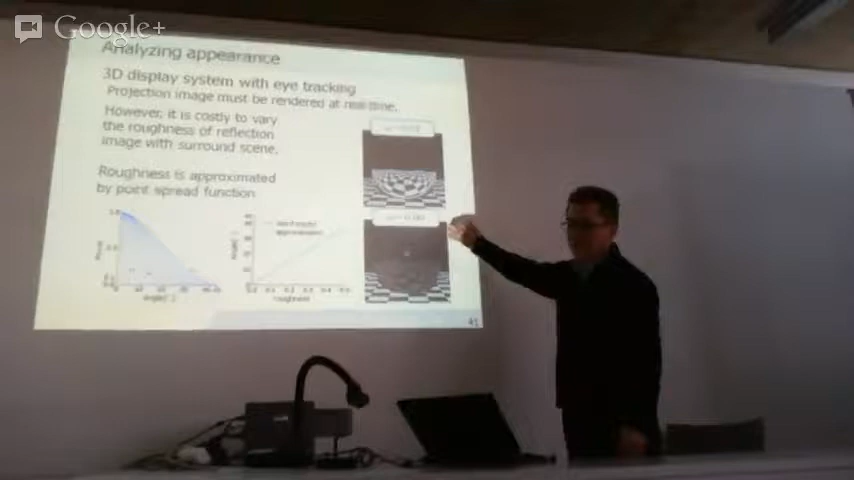 Google+
Analyzing appearance
3D display system with eye tracking
Projection image must be rendered at real-time.
However, it is costly to vary
the roughness of reflection
image with surround scene.
Roughness is approximated
by point spread function
roughness